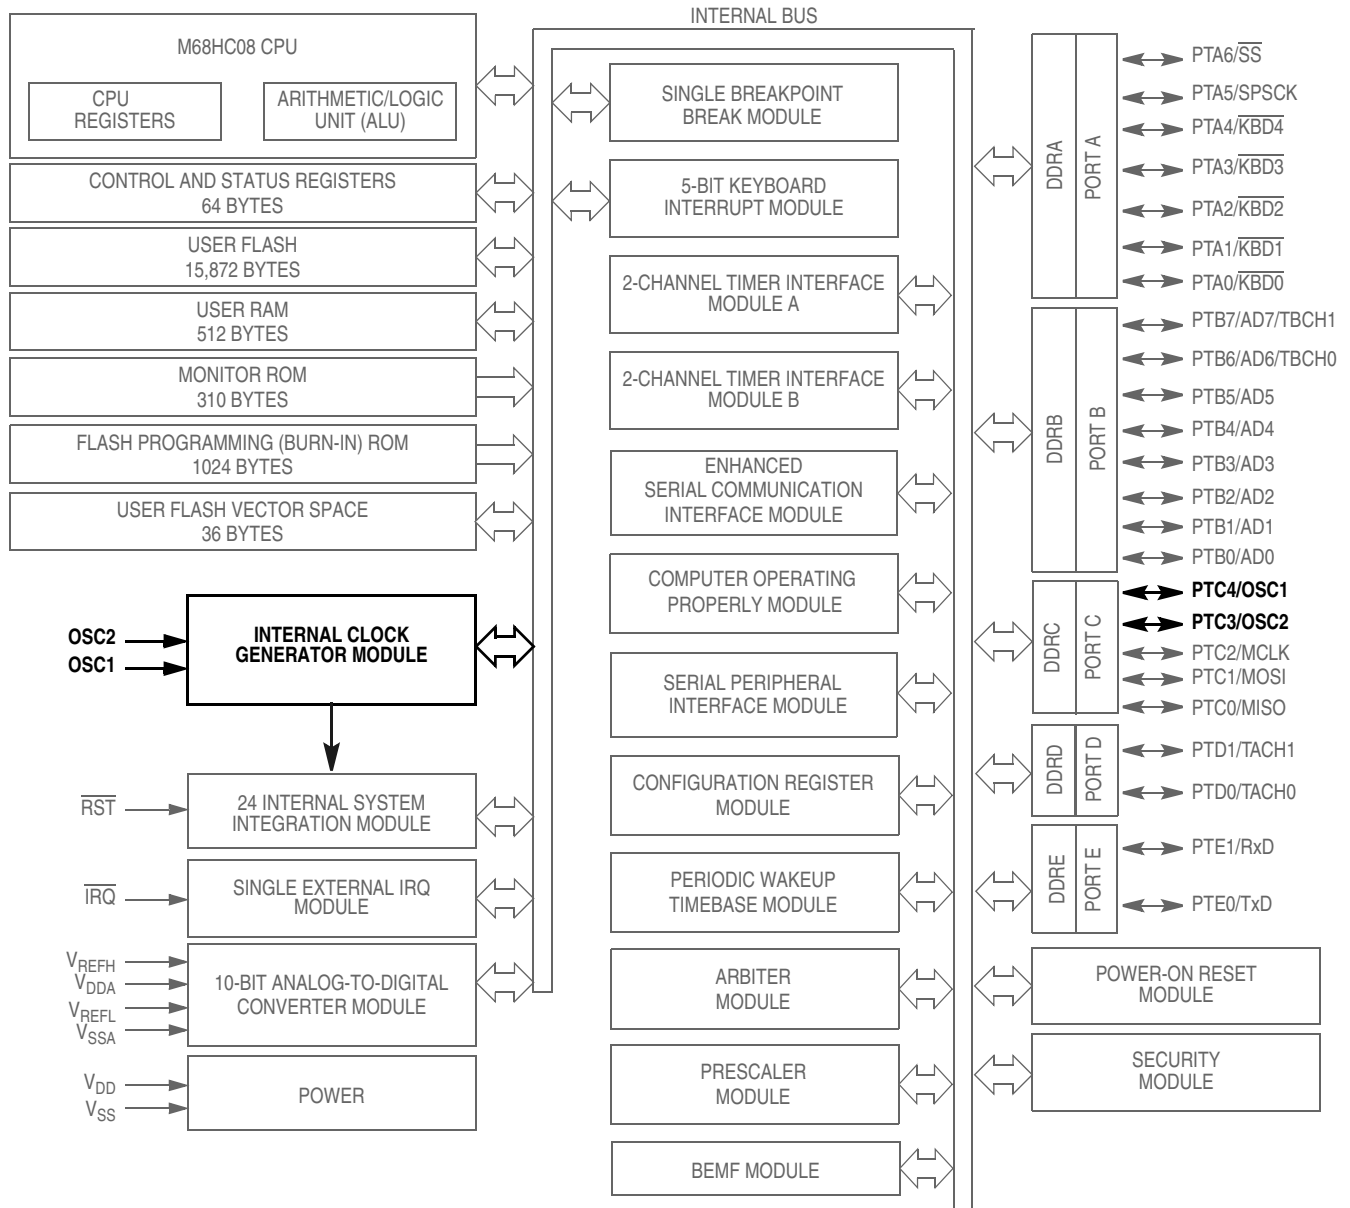 INTERNAL BUS
M68HC08 CPU
CPU
REGISTERS
ARITHMETIC/LOGIC
UNIT (ALU)
CONTROL AND STATUS REGISTERS
64 BYTES
USER FLASH
15,872 BYTES
USER RAM
512 BYTES
MONITOR ROM
310 BYTES
FLASH PROGRAMMING (BURN-IN) ROM
1024 BYTES
USER FLASH VECTOR SPACE
36 BYTES
OSC2
OSC1
INTERNAL CLOCK
GENERATOR MODULE
RST
24 INTERNAL SYSTEM
INTEGRATION MODULE
IRQ
SINGLE EXTERNAL IRQ
MODULE
VREFH
VDDA
VREFL
VSSA
10-BIT ANALOG-TO-DIGITAL
CONVERTER MODULE
VDD
VSS
POWER
SINGLE BREAKPOINT
BREAK MODULE
5-BIT KEYBOARD
INTERRUPT MODULE
2-CHANNEL TIMER INTERFACE
MODULE A
2-CHANNEL TIMER INTERFACE
MODULE B
ENHANCED
SERIAL COMMUNICATION
INTERFACE MODULE
COMPUTER OPERATING
PROPERLY MODULE
SERIAL PERIPHERAL
INTERFACE MODULE
CONFIGURATION REGISTER
MODULE
PERIODIC WAKEUP
TIMEBASE MODULE
ARBITER
MODULE
PRESCALER
MODULE
BEMF MODULE
DDRA
PORT A
PTA6/SS
PTA5/SPSCK
PTA4/KBD4
PTA3/KBD3
PTA2/KBD2
PTA1/KBD1
PTA0/KBD0
DDRB
PORT B
PTB7/AD7/TBCH1
PTB6/AD6/TBCH0
PTB5/AD5
PTB4/AD4
PTB3/AD3
PTB2/AD2
PTB1/AD1
PTB0/AD0
DDRC
PORT C
PTC4/OSC1
PTC3/OSC2
PTC2/MCLK
PTC1/MOSI
PTC0/MISO
DDRD
PORT D
PTD1/TACH1
PTD0/TACH0
DDRE
PORT E
PTE1/RxD
PTE0/TxD
POWER-ON RESET
MODULE
SECURITY
MODULE